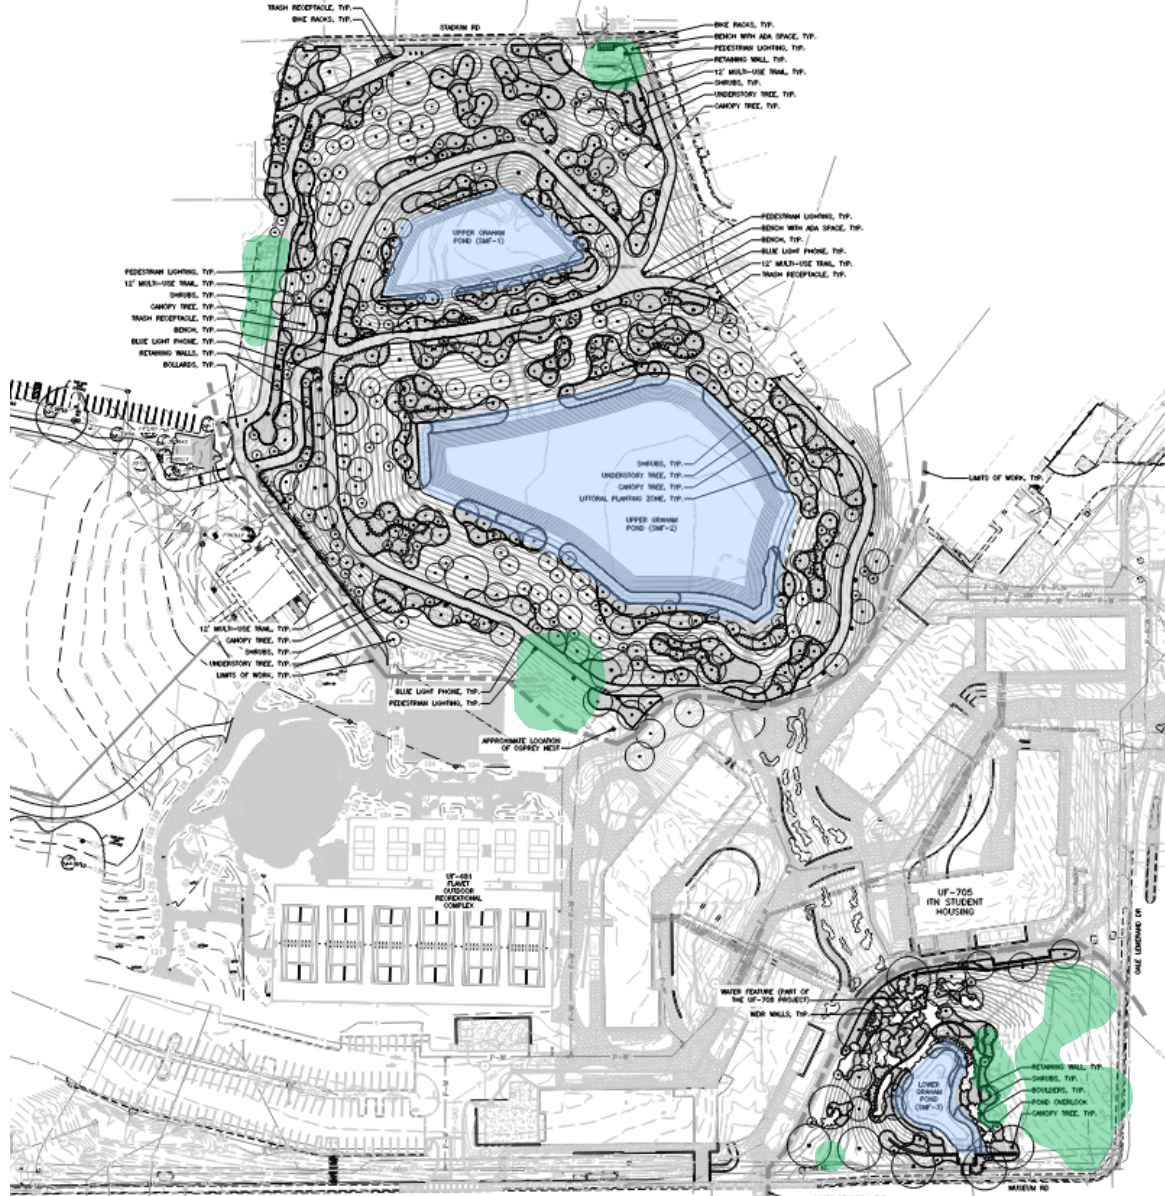 TRASH RECEPTACLE, TYP.
BIKE RACKS, TYP.
STADIUM RD
BIKE RACKS, TYP.
BENCH WITH ADA SPACE, TYP.
PEDESTRIAN LIGHTING, TYP.
RETAINING WALL, TYP.
12' MULTI-USE TRAIL, TYP.
SHRUBS, TYP.
UNDERSTORY TREE, TYP.
CANOPY TREE, TYP.
UPPER GRAHAM
POND (SMF-1)
PEDESTRIAN LIGHTING, TYP.
BENCH WITH ADA SPACE, TYP.
BENCH, TYP.
BLUE LIGHT PHONE, TYP.
12' MULTI-USE TRAIL, TYP.
TRASH RECEPTACLE, TYP.
PEDESTRIAN LIGHTING, TYP.
12' MULTI-USE TRAIL, TYP.
SHRUBS, TYP.
CANOPY TREE, TYP.
TRASH RECEPTACLE, TYP.
BENCH, TYP.
BLUE LIGHT PHONE, TYP.
RETAINING WALLS, TYP.
BOLLARDS, TYP.
SHRUBS, TYP.
UNDERSTORY TREE, TYP.
CANOPY TREE, TYP.
LITTORAL PLANTING ZONE, TYP.
UPPER GRAHAM
POND (SMF-2)
LIMITS OF WORK, TYP.
12' MULTI-USE TRAIL, TYP.
CANOPY TREE, TYP.
SHRUBS, TYP.
UNDERSTORY TREE, TYP.
LIMITS OF WORK, TYP.
BLUE LIGHT PHONE, TYP.
PEDESTRIAN LIGHTING, TYP.
APPROXIMATE LOCATION
OF OSPREY NEST
UF-681
FLAVET
OUTDOOR
RECREATIONAL
COMPLEX
UF-705
ITN STUDENT
HOUSING
GALE LEMERAND DR
WATER FEATURE (PART OF
THE UF-708 PROJECT)
WEIR WALLS, TYP.
LOWER
GRAHAM
POND
(SMF-3)
RETAINING WALL, TYP.
SHRUBS, TYP.
BOULDERS, TYP.
POND OVERLOOK
CANOPY TREE, TYP.
MUSEUM RD